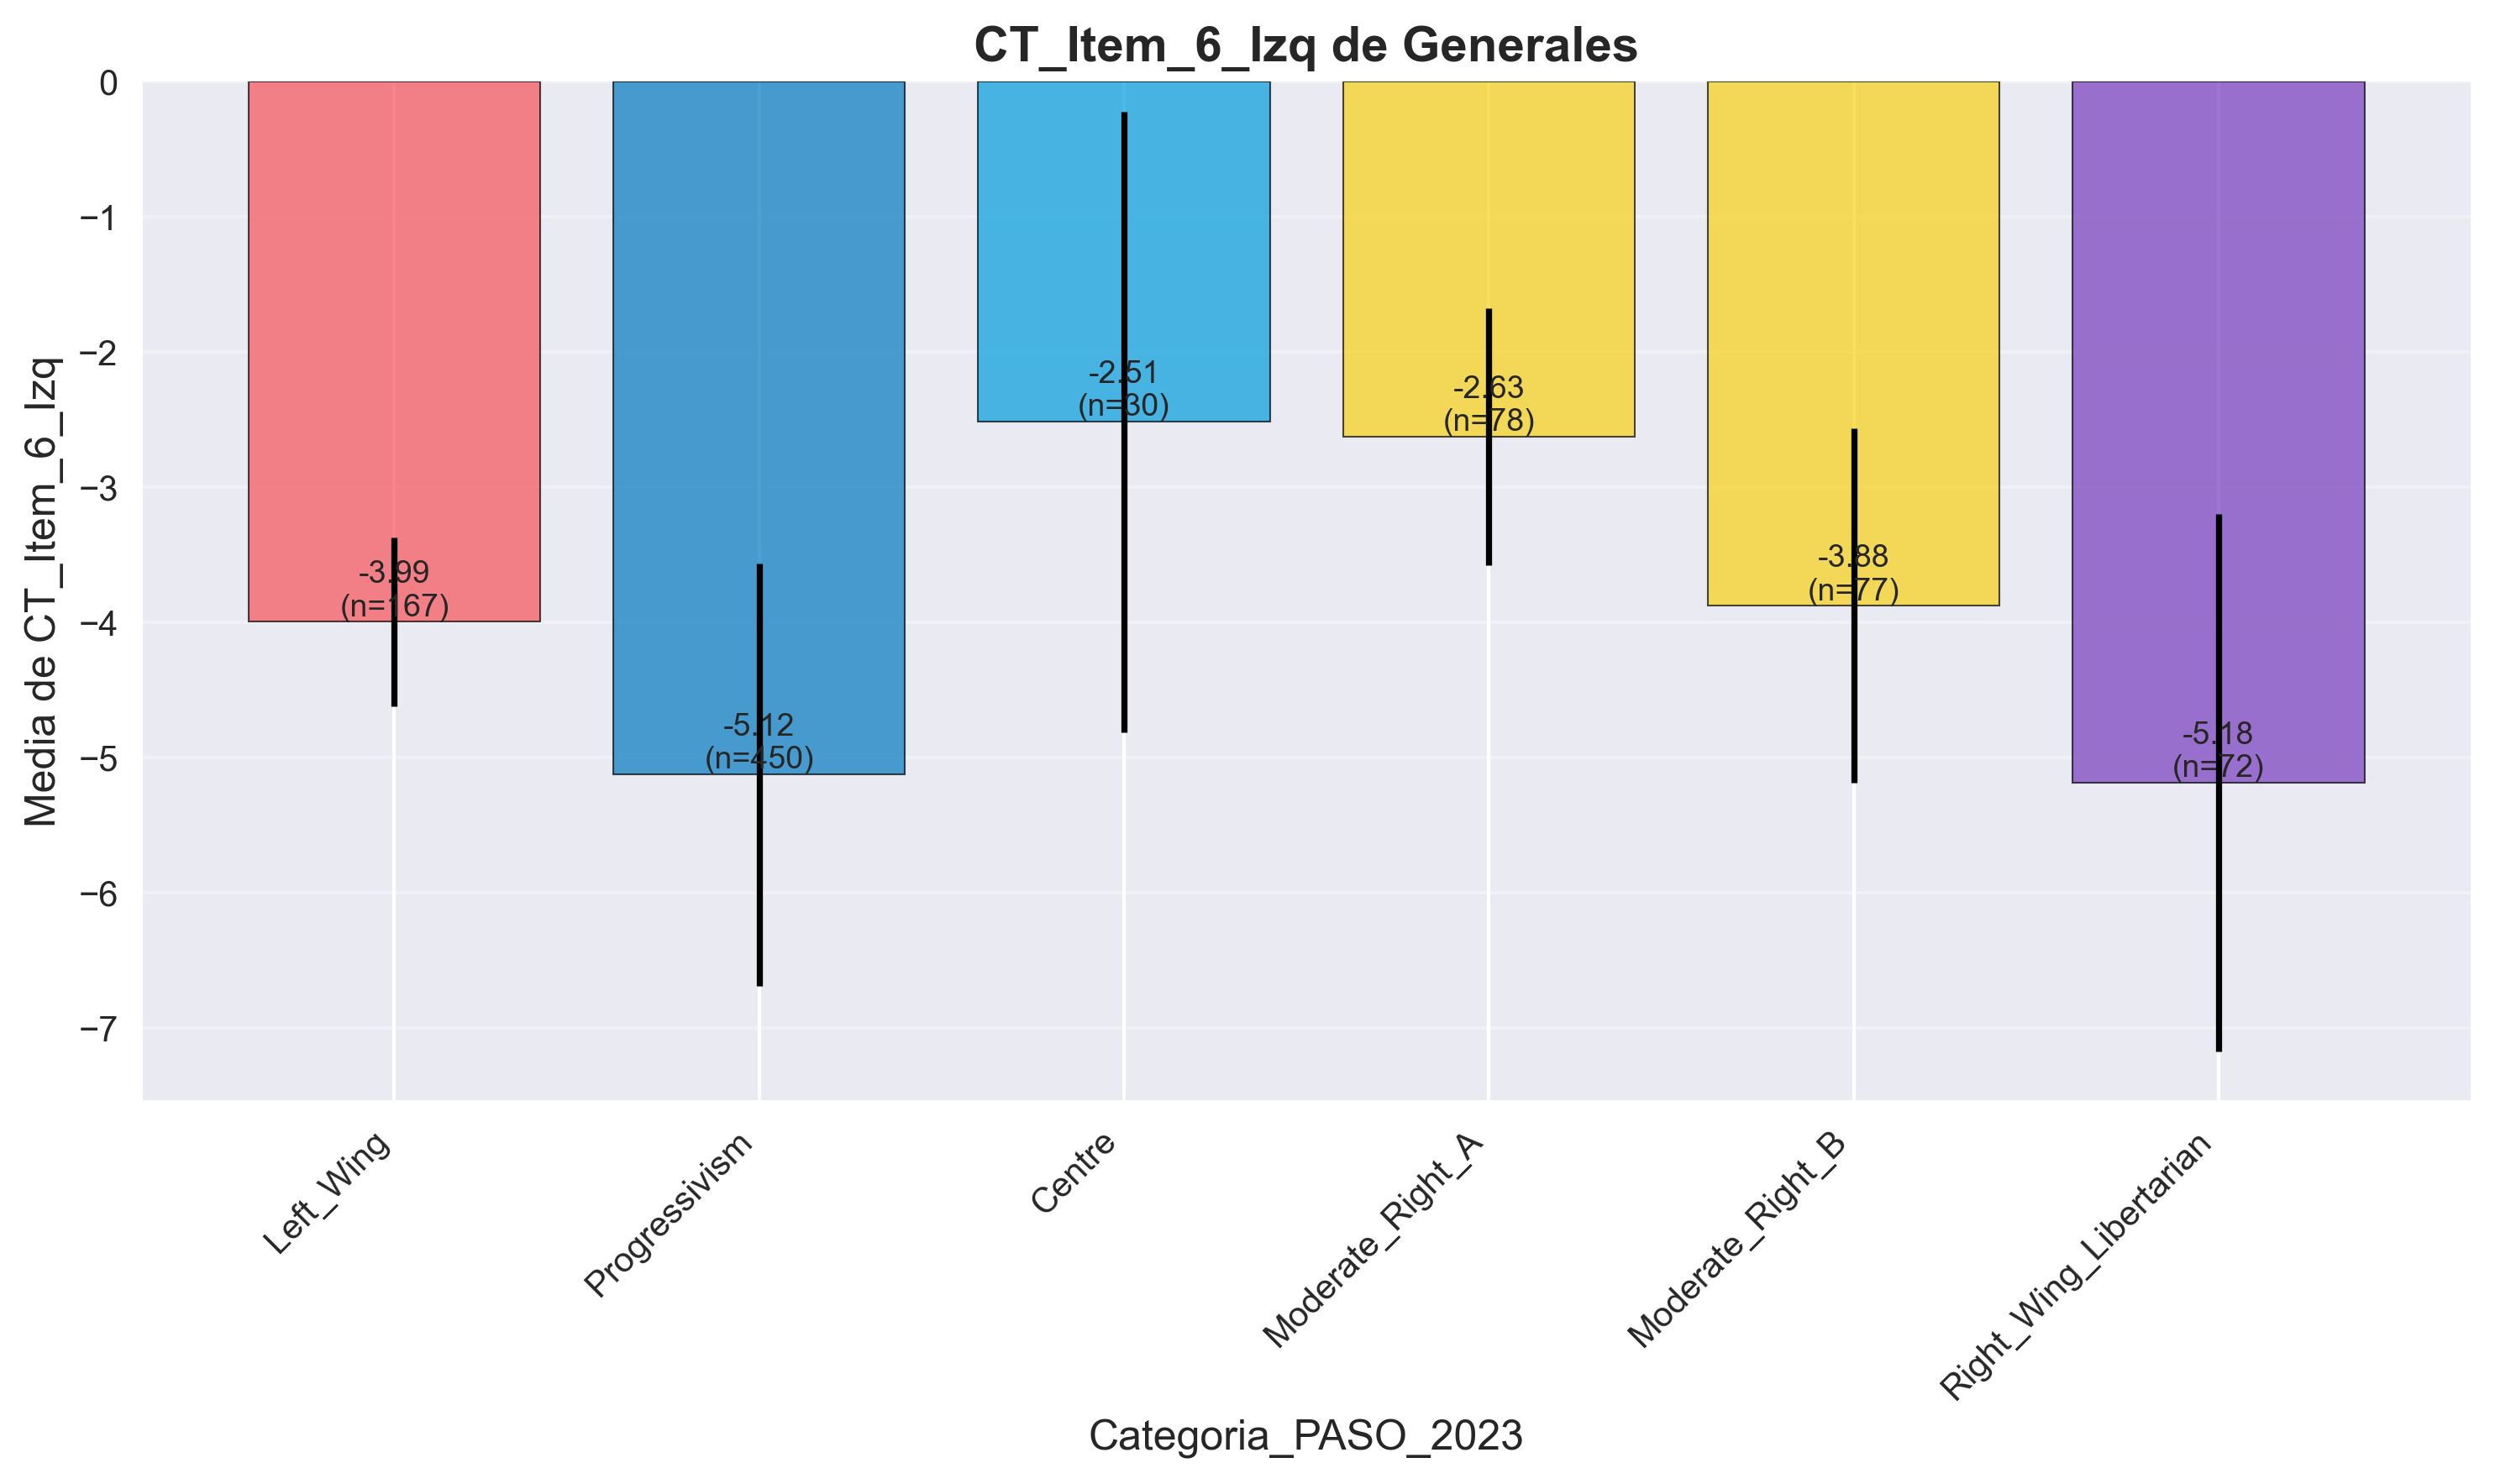 CT_Item_6_Izq de Generales
0
−1
−2
−3
−4
−5
−6
−7
Media de CT_Item_6_Izq
-3.99
(n=167)
-5.12
(n=450)
-2.51
(n=30)
-2.63
(n=78)
-3.88
(n=77)
-5.18
(n=72)
Left_Wing
Progressivism
Centre
Moderate_Right_A
Moderate_Right_B
Right_Wing_Libertarian
Categoria_PASO_2023